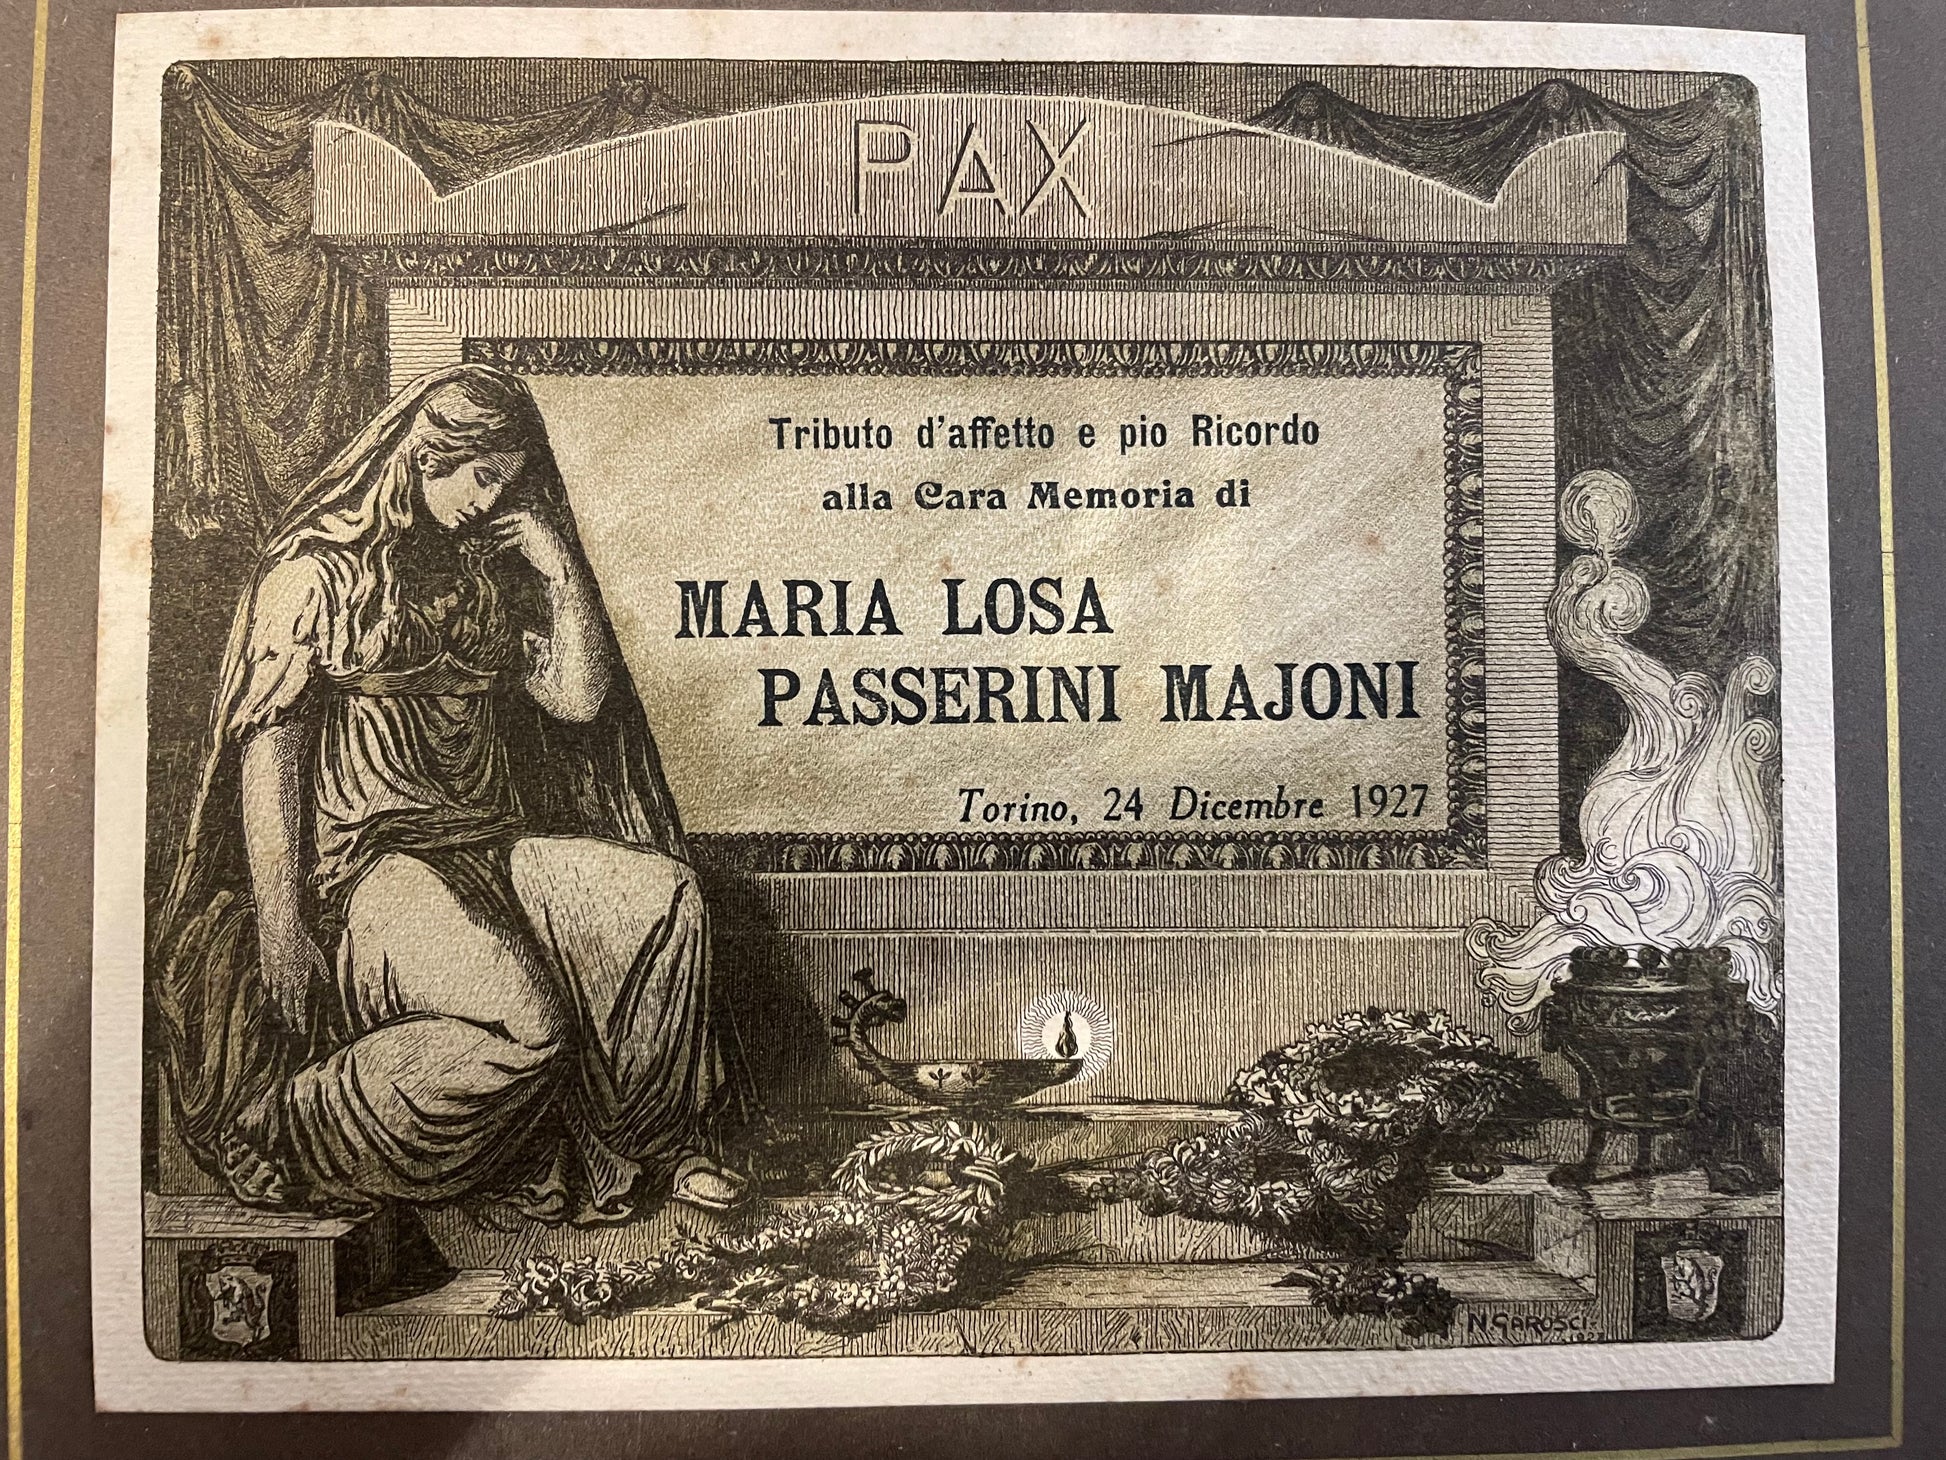 PAX
Tributo d'affetto e pio Ricordo
alla Cara Memoria di
MARIA LOSA
PASSERINI MAJONI
Torino, 24 Dicembre 1927
N. GAROSCI